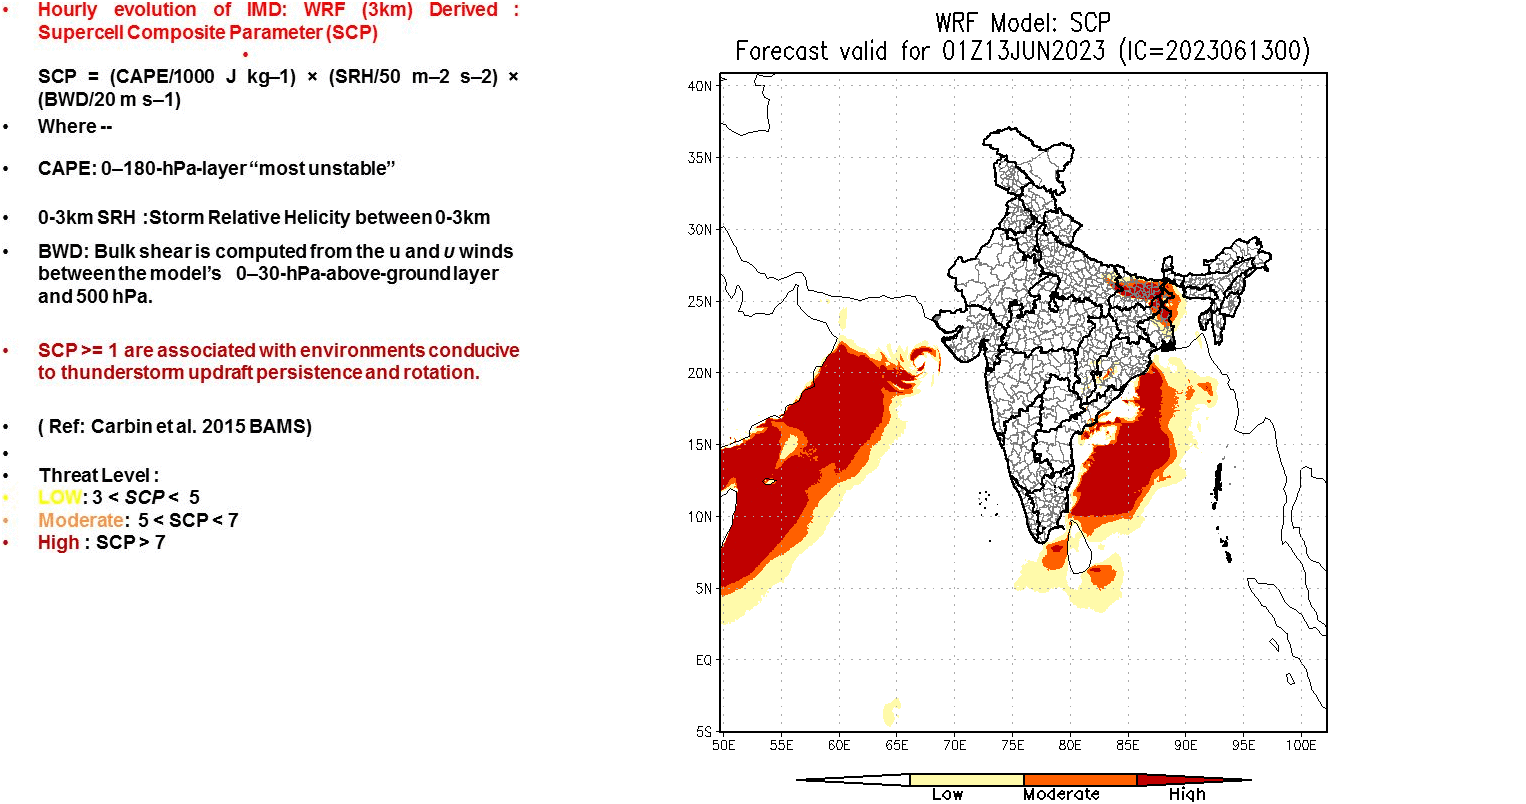 • Hourly evolution of IMD: WRF (3km) Derived :
Supercell Composite Parameter (SCP)
•
SCP = (CAPE/1000 J kg–1) × (SRH/50 m–2 s–2) ×
(BWD/20 m s–1)
• Where --
• CAPE: 0–180-hPa-layer “most unstable”
• 0-3km SRH :Storm Relative Helicity between 0-3km
• BWD: Bulk shear is computed from the u and υ winds
between the model’s 0–30-hPa-above-ground layer
and 500 hPa.
• SCP >= 1 are associated with environments conducive
to thunderstorm updraft persistence and rotation.
• ( Ref: Carbin et al. 2015 BAMS)
•
• Threat Level :
• LOW: 3 < SCP < 5
• Moderate: 5 < SCP < 7
• High : SCP > 7
WRF Model: SCP
Forecast valid for 01Z13JUN2023 (IC=2023061300)
40N
35N
30N
25N
20N
15N
10N
5N
EQ
5S
50E 55E 60E 65E 70E 75E 80E 85E 90E 95E 100E
Low Moderate High